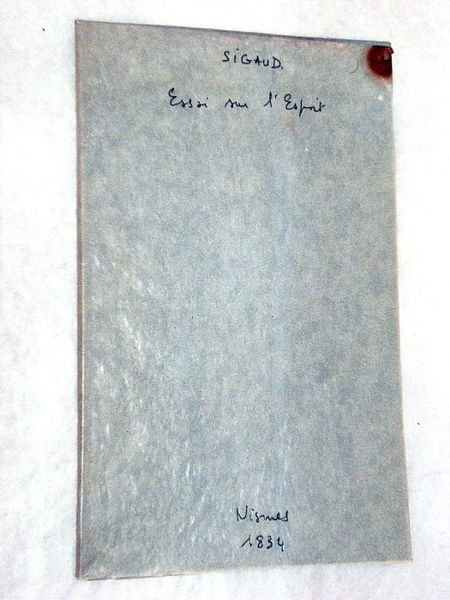 SIGAUD.
Essai sur l'Esprit
Nismes
1834